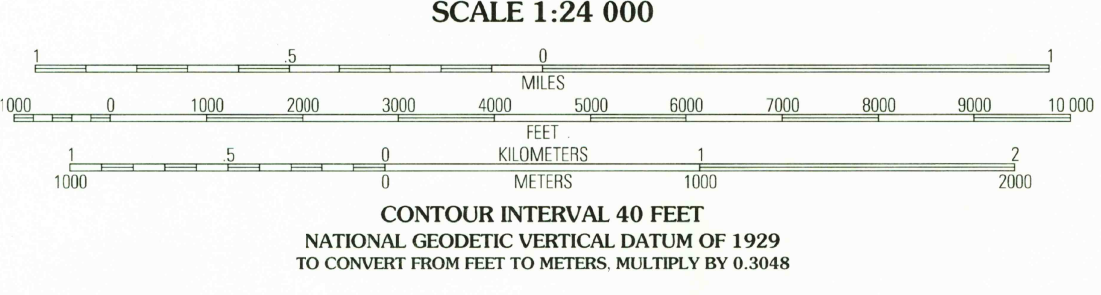 SCALE 1:24 000
1 .5 0 1
MILES
1000 0 1000 2000 3000 4000 5000 6000 7000 8000 9000 10 000
FEET
1 .5 0 KILOMETERS 1 2
1000 0 METERS 1000 2000
CONTOUR INTERVAL 40 FEET
NATIONAL GEODETIC VERTICAL DATUM OF 1929
TO CONVERT FROM FEET TO METERS, MULTIPLY BY 0.3048